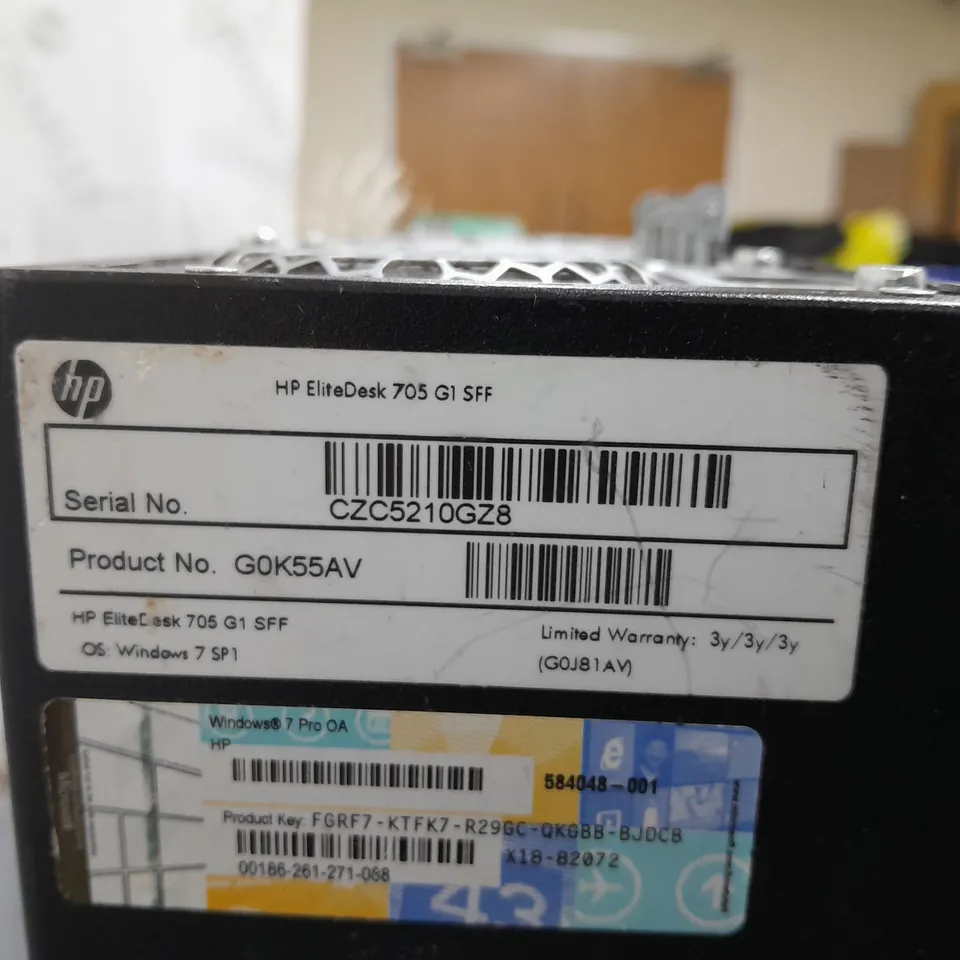 hp
HP EliteDesk 705 G1 SFF
Serial No.
CZC5210GZ8
Product No. G0K55AV
HP EliteDesk 705 G1 SFF
OS: Windows 7 SP1
Limited Warranty: 3y/3y/3y
(G0J81AV)
Windows® 7 Pro OA
HP
584048-001
Product Key: FGRF7-KTFK7-R29GC-QKGBB-BJDCB
X18-82072
00186-261-271-088